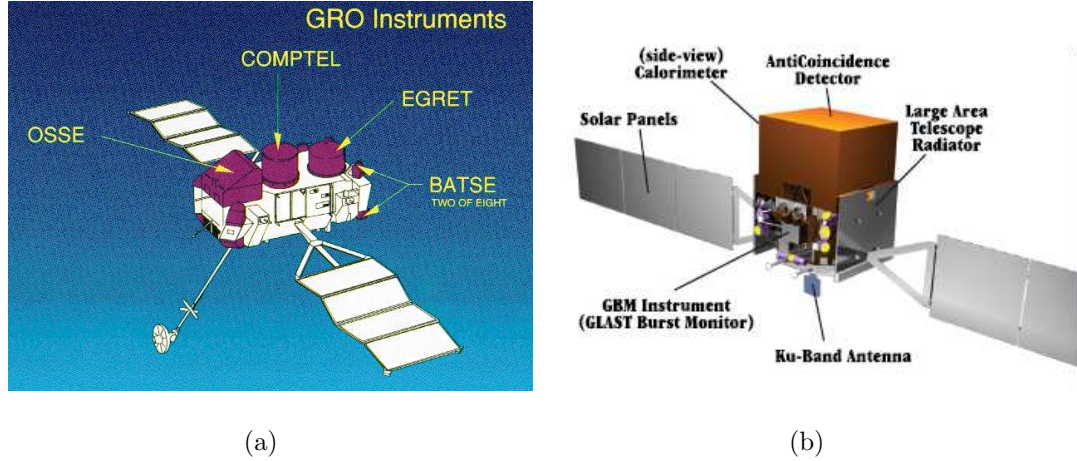 GRO Instruments
COMPTEL
EGRET
OSSE
BATSE
TWO OF EIGHT
(side-view)
Calorimeter
AntiCoincidence
Detector
Large Area
Telescope
Radiator
Solar Panels
GBM Instrument
(GLAST Burst Monitor)
Ku-Band Antenna
(a)
(b)